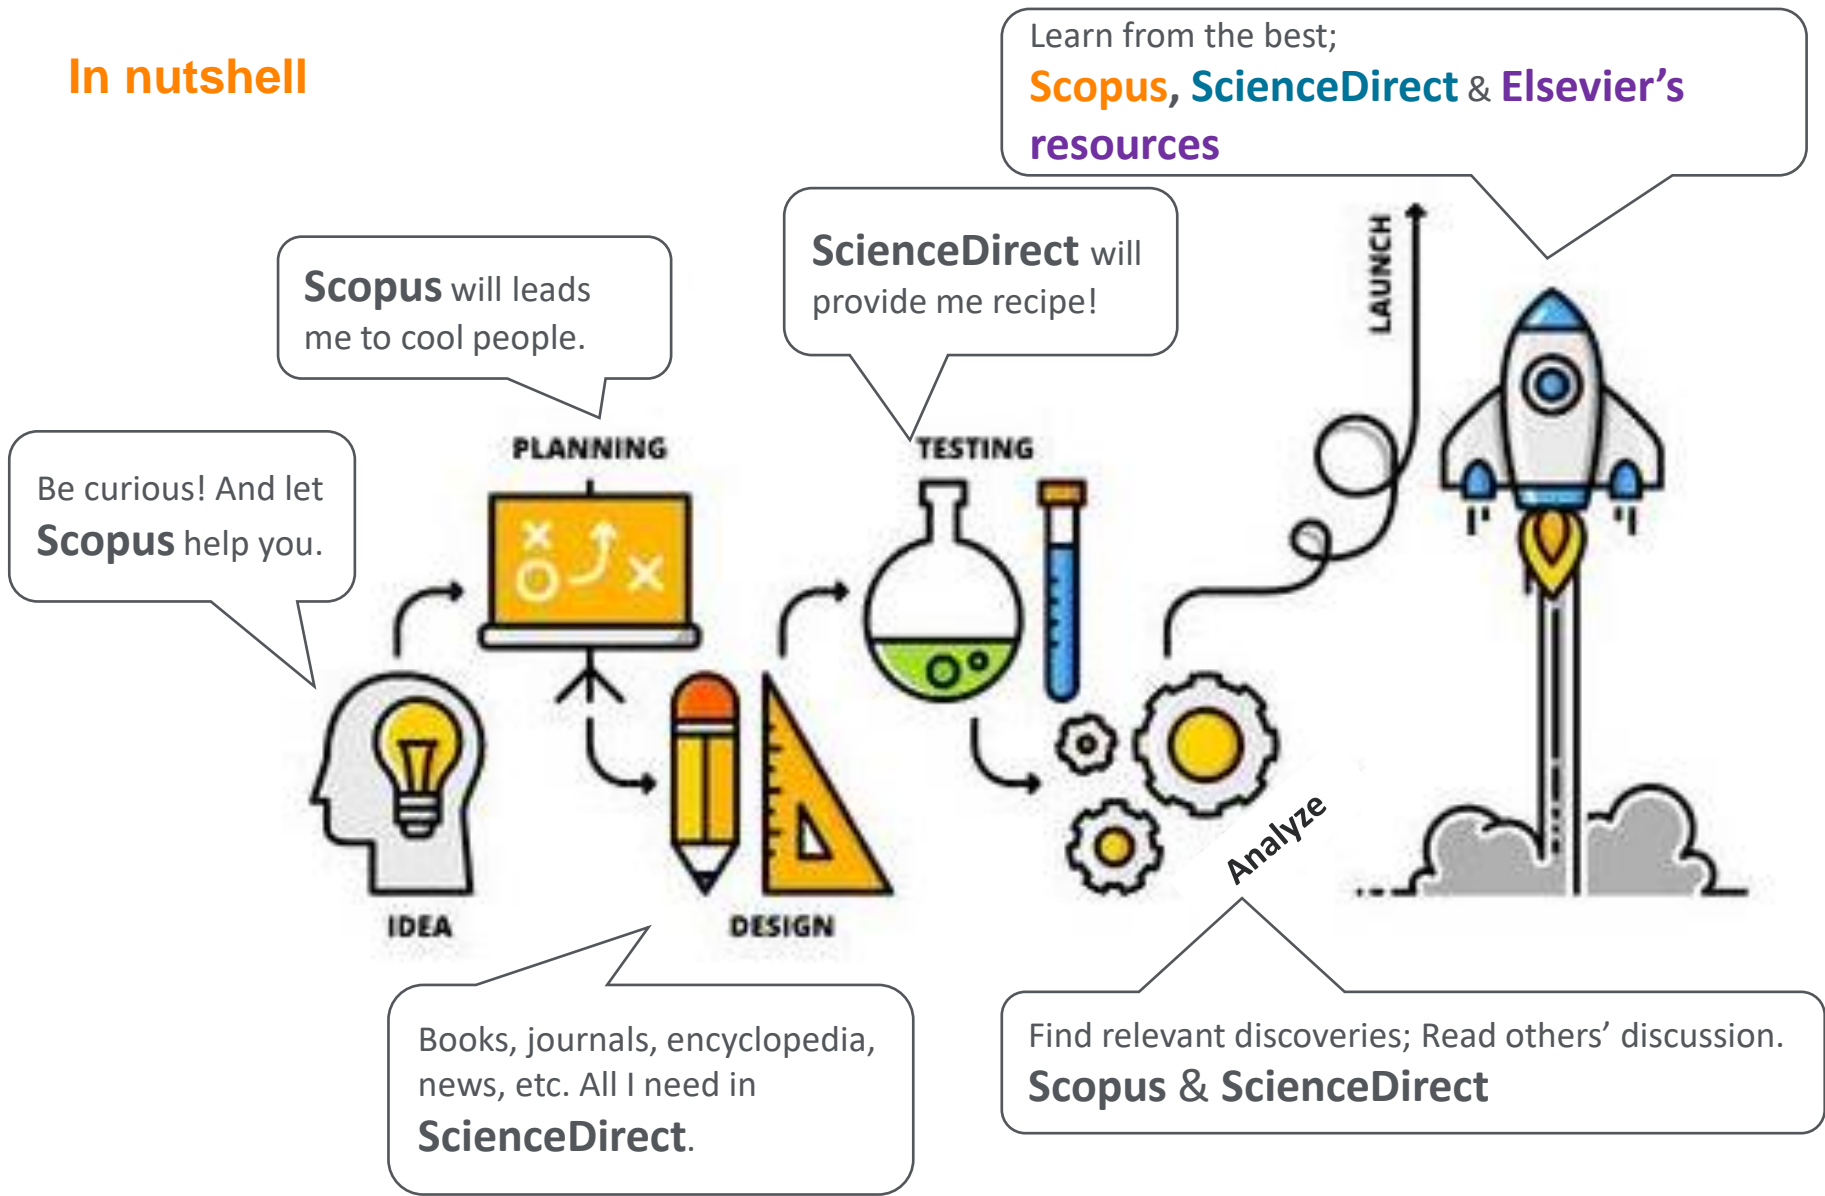 In nutshell
Learn from the best;
Scopus, ScienceDirect & Elsevier’s
resources
Scopus will leads
me to cool people.
ScienceDirect will
provide me recipe!
LAUNCH
Be curious! And let
Scopus help you.
PLANNING
TESTING
Analyze
IDEA
DESIGN
Books, journals, encyclopedia,
news, etc. All I need in
ScienceDirect.
Find relevant discoveries; Read others’ discussion.
Scopus & ScienceDirect